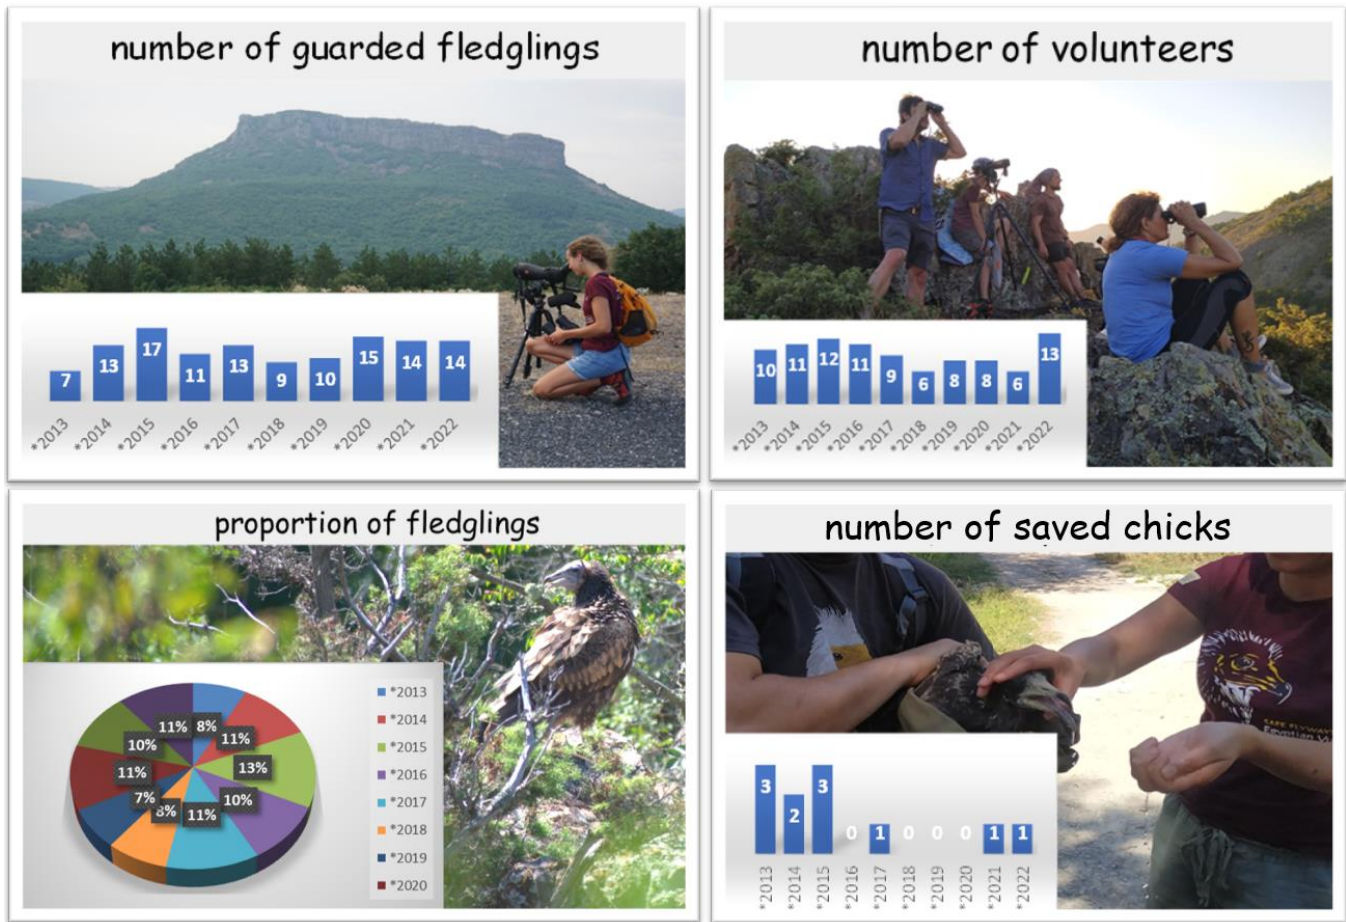 number of guarded fledglings
7 13 17 11 13 9 10 15 14 14
*2013 *2014 *2015 *2016 *2017 *2018 *2019 *2020 *2021 *2022
number of volunteers
10 11 12 11 9 6 8 8 6 13
*2013 *2014 *2015 *2016 *2017 *2018 *2019 *2020 *2021 *2022
proportion of fledglings
11% 8%
11%
10%
13%
11%
7%
10%
8%
11%
*2013
*2014
*2015
*2016
*2017
*2018
*2019
*2020
number of saved chicks
3 2 3 0 1 0 0 0 1 1
*2013 *2014 *2015 *2016 *2017 *2018 *2019 *2020 *2021 *2022
Egyptian